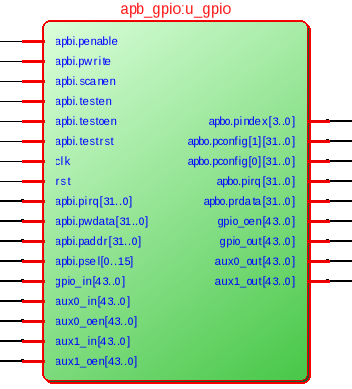 apb_gpio:u_gpio
apbi.penable
apbi.pwrite
apbi.scanen
apbi.testen
apbi.testoen
apbi.testrst
clk
rst
apbi.pirq[31..0]
apbi.pwdata[31..0]
apbi.paddr[31..0]
apbi.psel[0..15]
gpio_in[43..0]
aux0_in[43..0]
aux0_oen[43..0]
aux1_in[43..0]
aux1_oen[43..0]
apbo.pindex[3..0]
apbo.pconfig[1][31..0]
apbo.pconfig[0][31..0]
apbo.pirq[31..0]
apbo.prdata[31..0]
gpio_oen[43..0]
gpio_out[43..0]
aux0_out[43..0]
aux1_out[43..0]